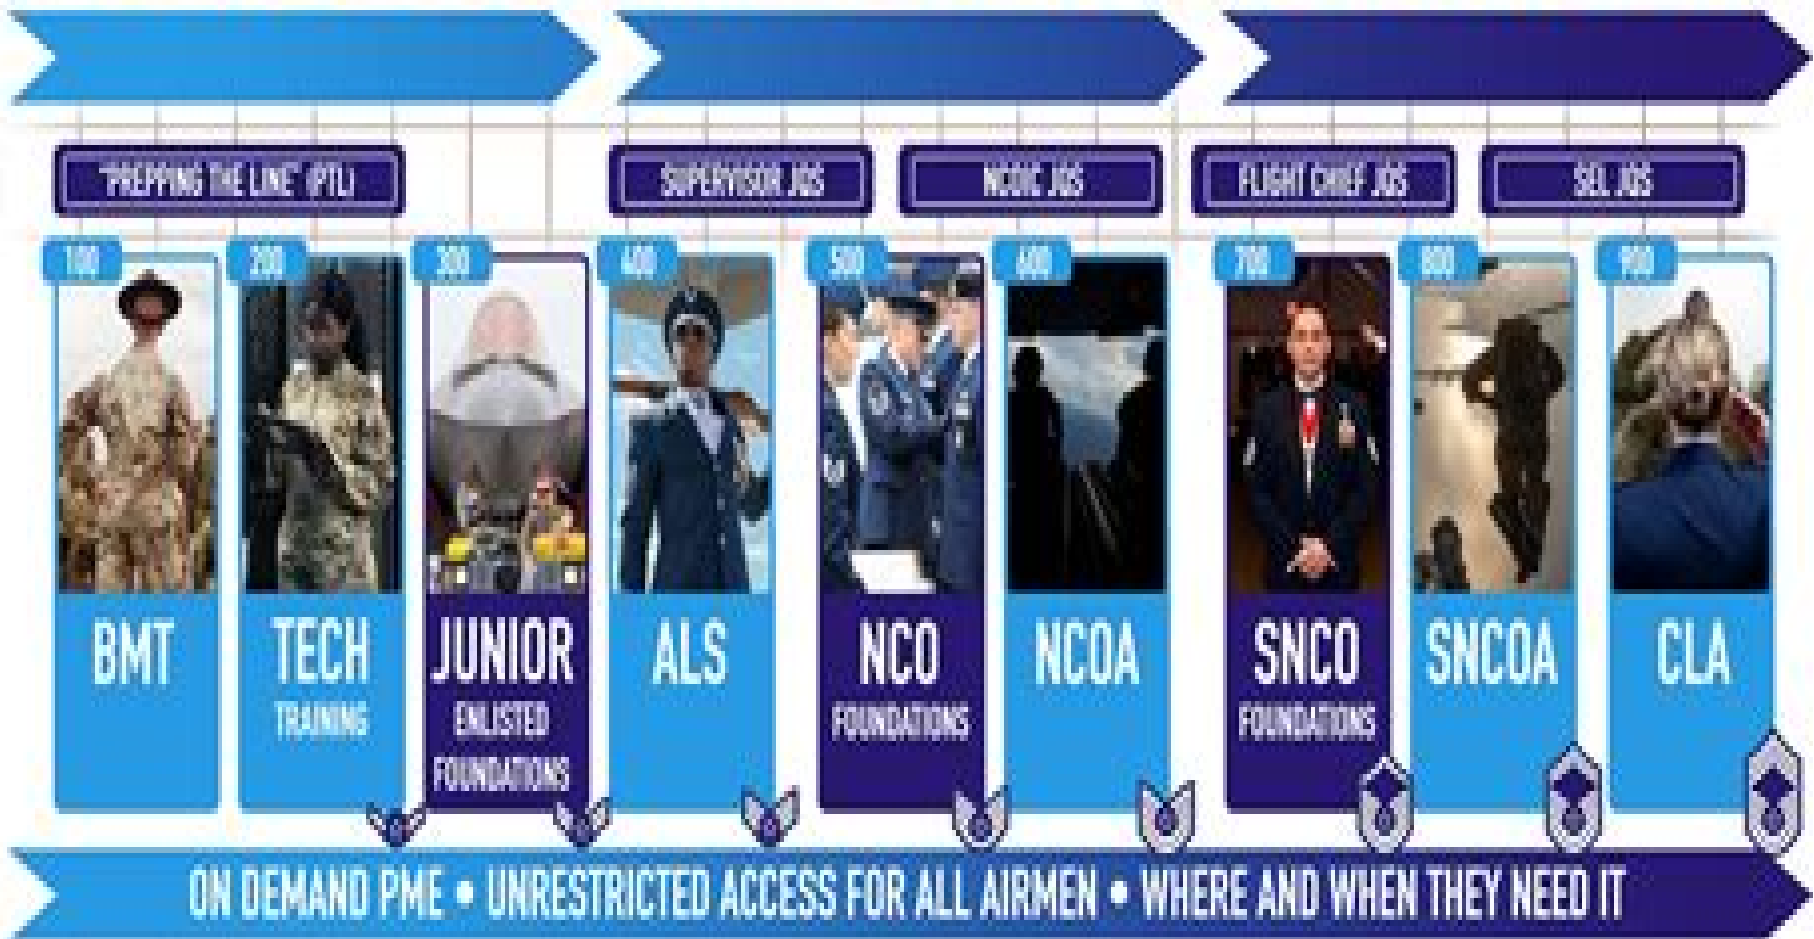 "PREPPING THE LINE" (PTL)
SUPERVISOR JQS
NCOIC JQS
FLIGHT CHIEF JQS
SEL JQS
100
200
300
400
500
600
700
800
900
BMT
TECH
TRAINING
JUNIOR
ENLISTED
FOUNDATIONS
ALS
NCO
FOUNDATIONS
NCOA
SNCO
FOUNDATIONS
SNCOA
CLA
ON DEMAND PME • UNRESTRICTED ACCESS FOR ALL AIRMEN • WHERE AND WHEN THEY NEED IT